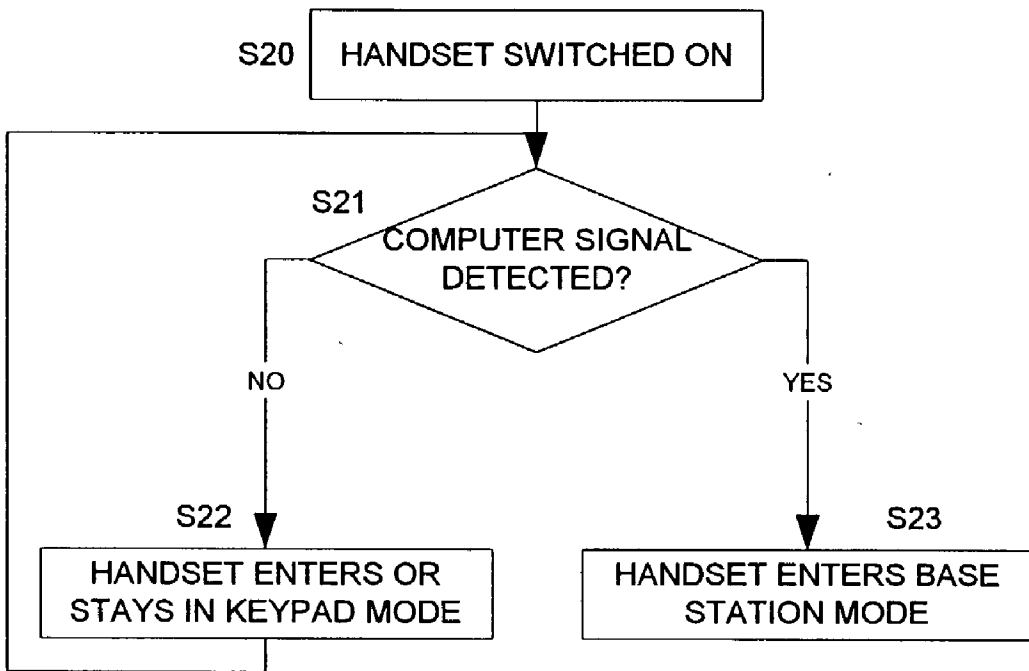 S20
HANDSET SWITCHED ON
S21
COMPUTER SIGNAL
DETECTED?
NO
YES
S22
S23
HANDSET ENTERS OR
STAYS IN KEYPAD MODE
HANDSET ENTERS BASE
STATION MODE